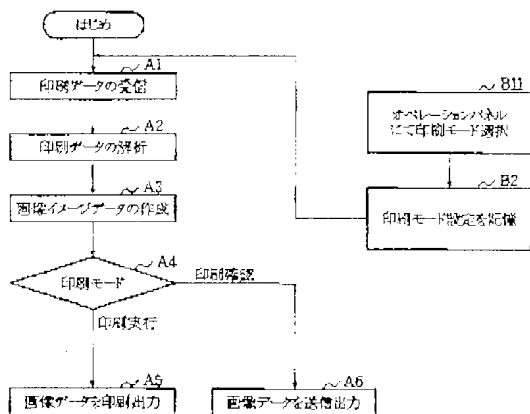 はじめ
A1
印刷データの受信
A2
印刷データの解析
A3
画像イメージデータの作成
A4
印刷モード
印刷確認
印刷実行
A5
画像データを印刷出力
A6
画像データを送信出力
B11
オペレーションパネル
にて印刷モード選択
B2
印刷モード設定を記憶